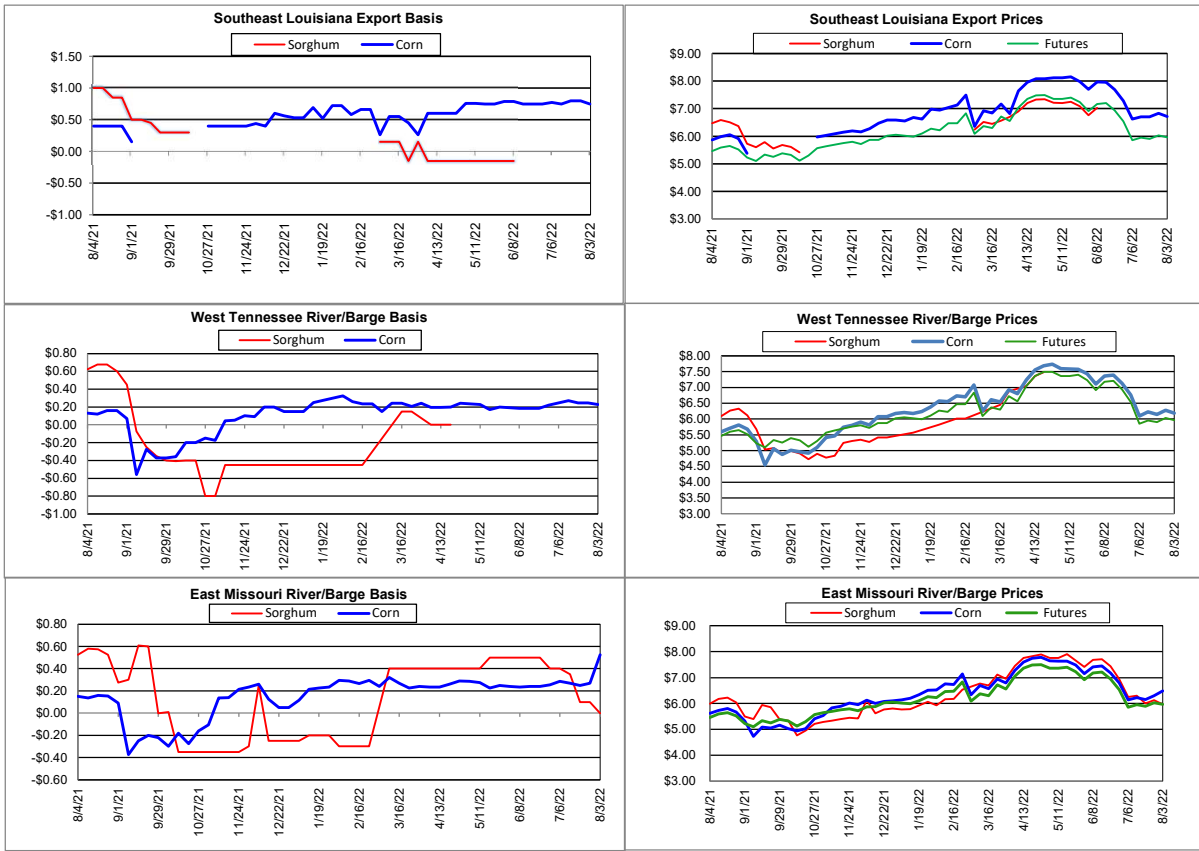 Southeast Louisiana Export Basis
Sorghum Corn
$1.50
$1.00
$0.50
$0.00
-$0.50
-$1.00
8/4/21 9/1/21 9/29/21 10/27/21 11/24/21 12/22/21 1/19/22 2/16/22 3/16/22 4/13/22 5/11/22 6/8/22 7/6/22 8/3/22
Southeast Louisiana Export Prices
Sorghum Corn Futures
$9.00
$8.00
$7.00
$6.00
$5.00
$4.00
$3.00
8/4/21 9/1/21 9/29/21 10/27/21 11/24/21 12/22/21 1/19/22 2/16/22 3/16/22 4/13/22 5/11/22 6/8/22 7/6/22 8/3/22
West Tennessee River/Barge Basis
Sorghum Corn
$0.80
$0.60
$0.40
$0.20
$0.00
-$0.20
-$0.40
-$0.60
-$0.80
-$1.00
8/4/21 9/1/21 9/29/21 10/27/21 11/24/21 12/22/21 1/19/22 2/16/22 3/16/22 4/13/22 5/11/22 6/8/22 7/6/22 8/3/22
West Tennessee River/Barge Prices
Sorghum Corn Futures
$8.00
$7.00
$6.00
$5.50
$5.00
$4.50
$4.00
$3.50
$3.00
8/4/21 9/1/21 9/29/21 10/27/21 11/24/21 12/22/21 1/19/22 2/16/22 3/16/22 4/13/22 5/11/22 6/8/22 7/6/22 8/3/22
East Missouri River/Barge Basis
Sorghum Corn
$0.80
$0.60
$0.40
$0.20
$0.00
-$0.20
-$0.40
-$0.60
8/4/21 9/1/21 9/29/21 10/27/21 11/24/21 12/22/21 1/19/22 2/16/22 3/16/22 4/13/22 5/11/22 6/8/22 7/6/22 8/3/22
East Missouri River/Barge Prices
Sorghum Corn Futures
$9.00
$8.00
$7.00
$6.00
$5.00
$4.00
$3.00
8/4/21 9/1/21 9/29/21 10/27/21 11/24/21 12/22/21 1/19/22 2/16/22 3/16/22 4/13/22 5/11/22 6/8/22 7/6/22 8/3/22